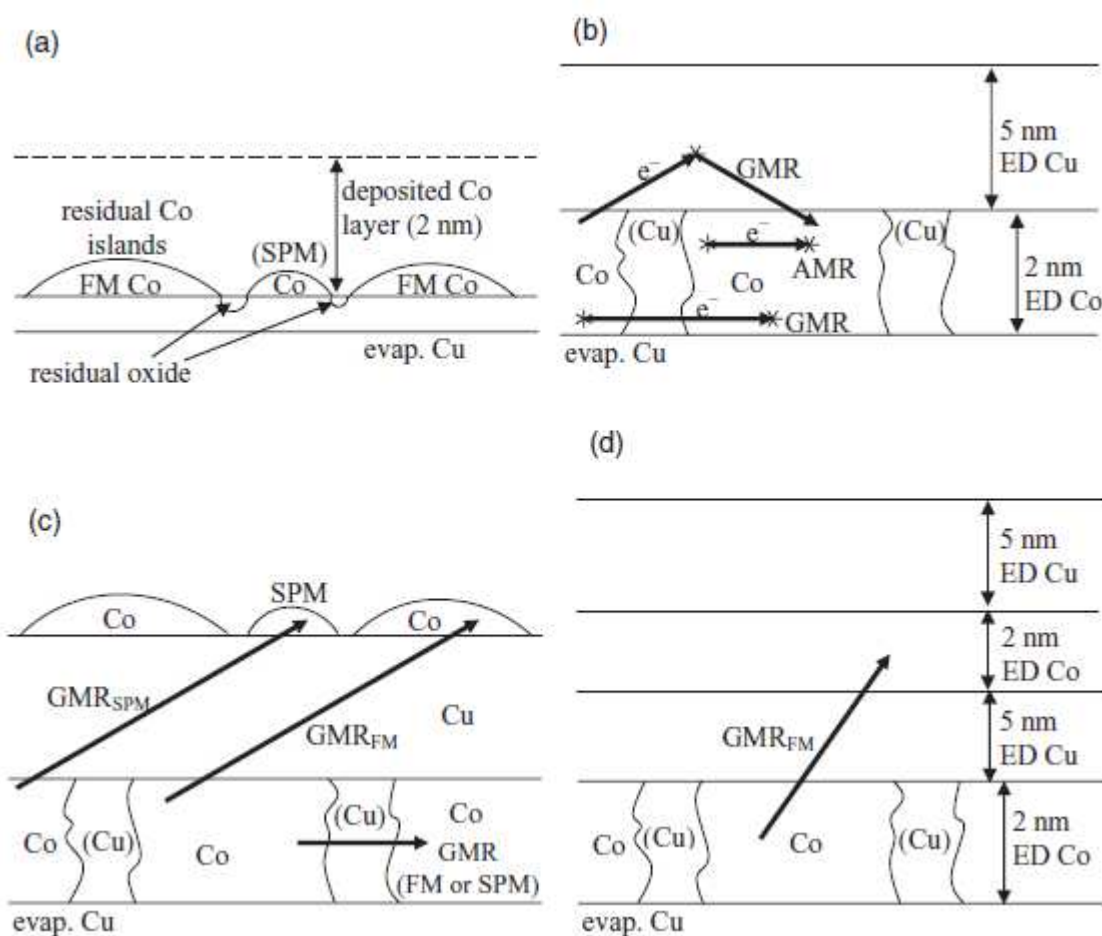 (a)
residual Co
islands
deposited Co
layer (2 nm)
(SPM)
FM Co
Co
FM Co
evap. Cu
residual oxide
(b)
5 nm
ED Cu
e⁻
GMR
(Cu)
(Cu)
e⁻
AMR
Co
Co
2 nm
ED Co
e⁻
GMR
evap. Cu
(c)
SPM
Co
Co
GMR_SPM
GMR_FM
Cu
(Cu)
Co
Co
(Cu)
Co
GMR
(FM or SPM)
evap. Cu
(d)
5 nm
ED Cu
2 nm
ED Co
GMR_FM
5 nm
ED Cu
Co
(Cu)
Co
(Cu)
2 nm
ED Co
evap. Cu